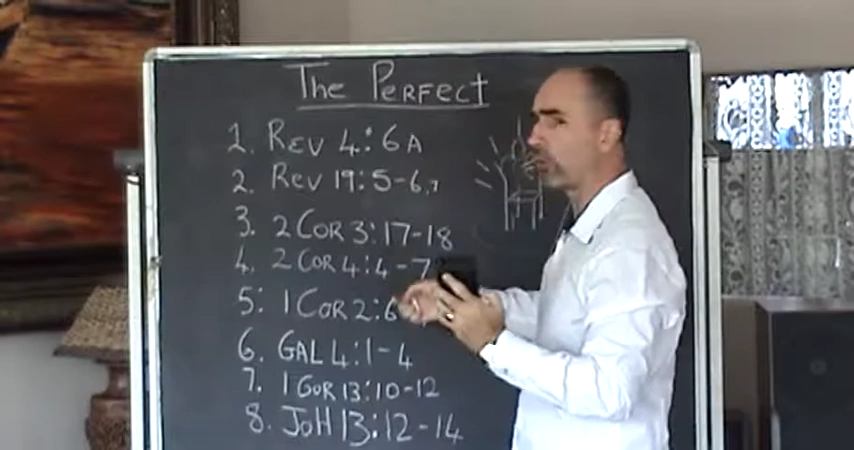 The Perfect
1. Rev 4:6A
2. Rev 19:5-6,7
3. 2 Cor 3:17-18
4. 2 Cor 4:4-7
5: 1 Cor 2:6
6. GAL 4:1-4
7. 1 Cor 13:10-12
8. JoH 13:12-14